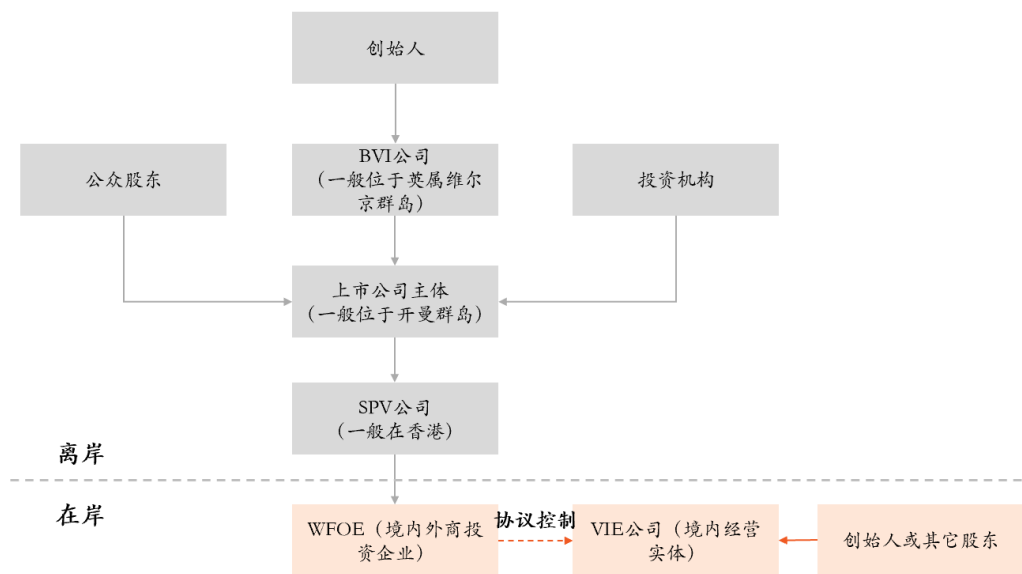 创始人
公众股东
BVI公司
（一般位于英属维尔
京群岛）
投资机构
上市公司主体
（一般位于开曼群岛）
SPV公司
（一般在香港）
离岸
在岸
WFOE（境内外商投
资企业）
协议控制
VIE公司（境内经营
实体）
创始人或其它股东